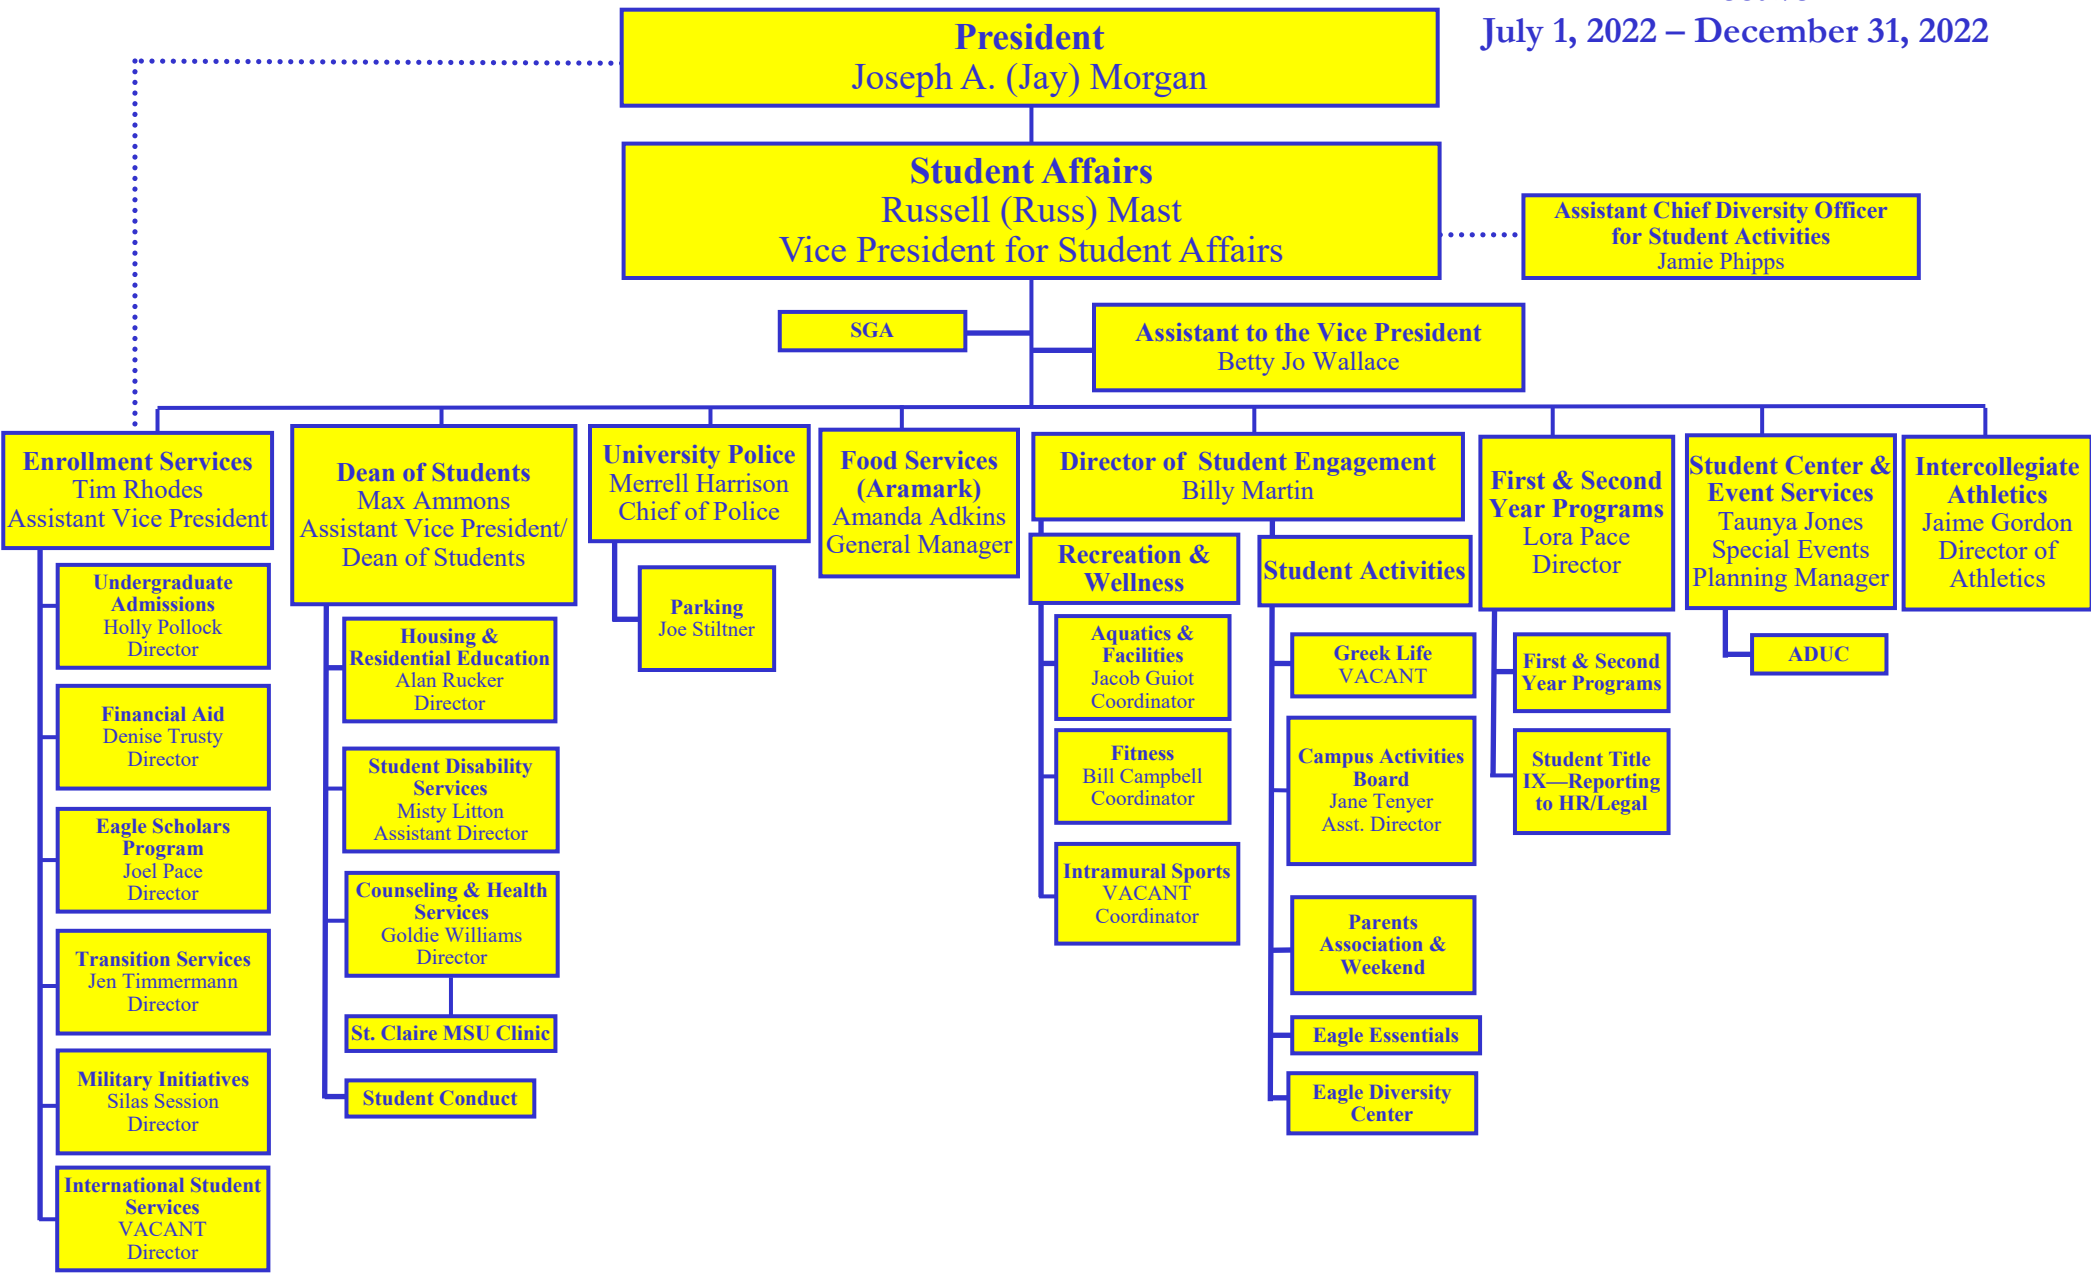 July 1, 2022 – December 31, 2022
President
Joseph A. (Jay) Morgan
Student Affairs
Russell (Russ) Mast
Vice President for Student Affairs
Assistant Chief Diversity Officer
for Student Activities
Jamie Phipps
SGA
Assistant to the Vice President
Betty Jo Wallace
Enrollment Services
Tim Rhodes
Assistant Vice President
Undergraduate
Admissions
Holly Pollock
Director
Financial Aid
Denise Trusty
Director
Eagle Scholars
Program
Joel Pace
Director
Transition Services
Jen Timmermann
Director
Military Initiatives
Silas Session
Director
International Student
Services
VACANT
Director
Dean of Students
Max Ammons
Assistant Vice President/
Dean of Students
Housing &
Residential Education
Alan Rucker
Director
Student Disability
Services
Misty Litton
Assistant Director
Counseling & Health
Services
Goldie Williams
Director
St. Claire MSU Clinic
Student Conduct
University Police
Merrell Harrison
Chief of Police
Parking
Joe Stiltner
Food Services
(Aramark)
Amanda Adkins
General Manager
Director of Student Engagement
Billy Martin
Recreation &
Wellness
Aquatics &
Facilities
Jacob Guiot
Coordinator
Fitness
Bill Campbell
Coordinator
Intramural Sports
VACANT
Coordinator
Student Activities
Greek Life
VACANT
Campus Activities
Board
Jane Tenyer
Asst. Director
Parents
Association &
Weekend
Eagle Essentials
Eagle Diversity
Center
First & Second
Year Programs
Lora Pace
Director
First & Second
Year Programs
Student Title
IX—Reporting
to HR/Legal
Student Center &
Event Services
Taunya Jones
Special Events
Planning Manager
ADUC
Intercollegiate
Athletics
Jaime Gordon
Director of
Athletics